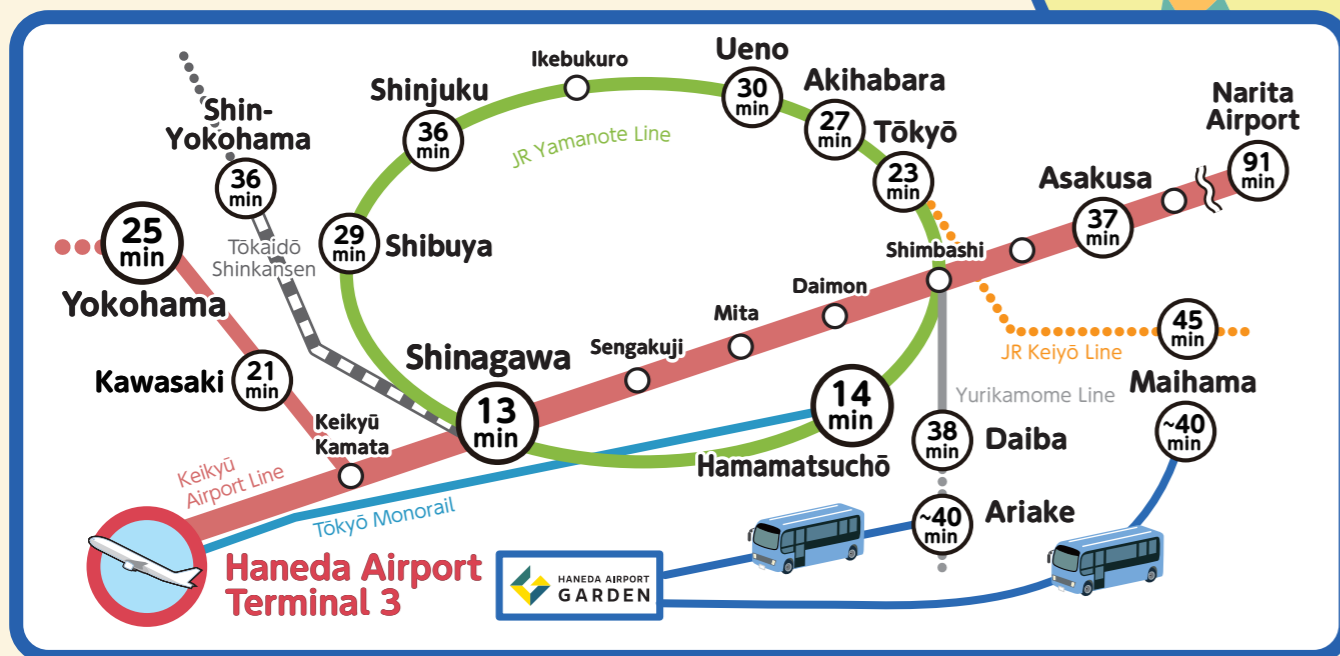 Ueno
30
min
Ikebukuro
Akihabara
27
min
Shinjuku
36
min
Shin-
Yokohama
36
min
Narita
Airport
91
min
JR Yamanote Line
Tōkyō
23
min
Asakusa
37
min
25
min
Yokohama
Tōkaidō
Shinkansen
29
min
Shibuya
Shimbashi
Daimon
Mita
Sengakuji
45
min
JR Keiyō Line
Maihama
~40
min
Kawasaki
21
min
Shinagawa
13
min
14
min
Hamamatsuchō
Yurikamome Line
38
min
Daiba
Keikyū
Kamata
Keikyū
Airport Line
Tōkyō Monorail
~40
min
Ariake
Haneda Airport
Terminal 3
HANEDA AIRPORT
GARDEN